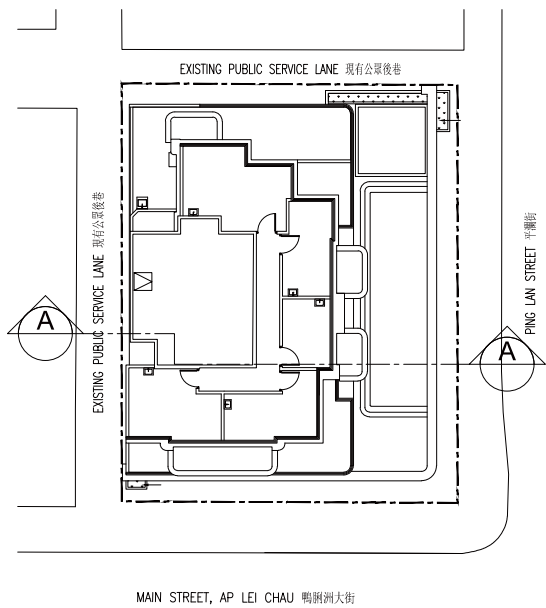 EXISTING PUBLIC SERVICE LANE 現有公眾後巷
EXISTING PUBLIC SERVICE LANE 現有公眾後巷
PING LAN STREET 平瀾街
A
A
MAIN STREET, AP LEI CHAU 鴨脷洲大街